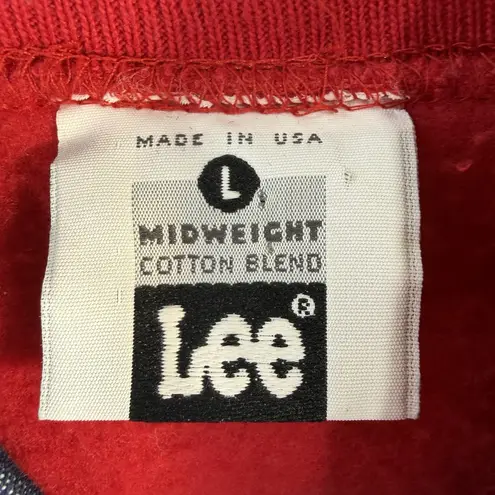 MADE IN USA
L
MIDWEIGHT
COTTON BLEND
Lee®